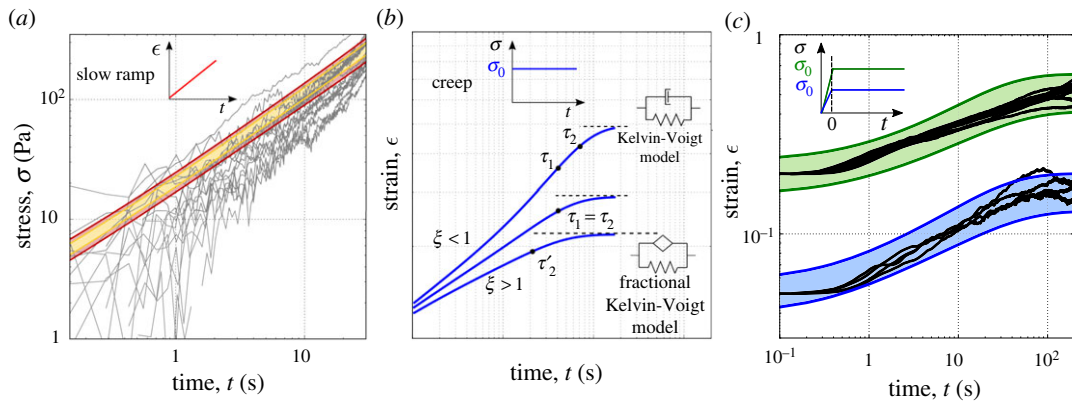 (a)
slow ramp
ϵ
t
stress, σ (Pa)
10²
10
1
1
10
time, t (s)
(b)
creep
σ
σ₀
t
Kelvin-Voigt
model
τ₂
τ₁
τ₁ = τ₂
ξ < 1
ξ > 1
τ′₂
fractional
Kelvin-Voigt
model
strain, ϵ
time, t (s)
(c)
σ
σ₀
σ₀
0
t
strain, ϵ
1
10⁻¹
10⁻¹
1
10
10²
time, t (s)